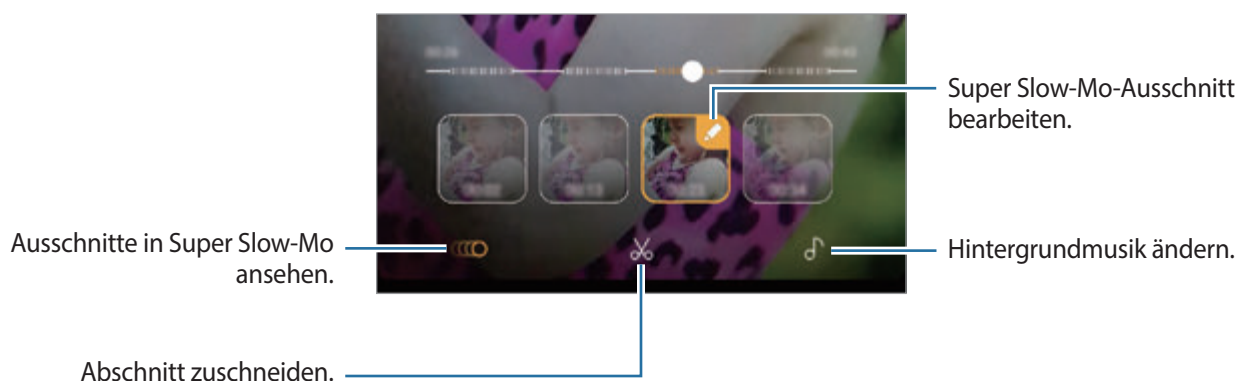 Super Slow-Mo-Ausschnitt
bearbeiten.
Ausschnitte in Super Slow-Mo
ansehen.
Hintergrundmusik ändern.
Abschnitt zuschneiden.